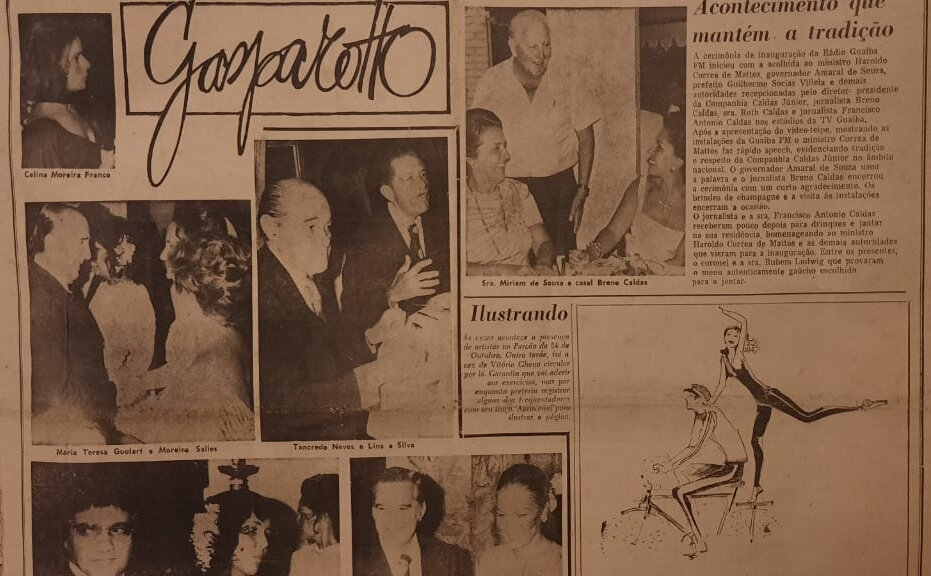 Gasparotto
Celina Moreira Franco
Maria Teresa Goulart e Moreira Salles
Tancredo Neves e Lins e Silva
Sra. Miriam de Souza e casal Breno Caldas
Acontecimento que
mantém a tradição
A cerimônia de inauguração da Rádio Guaíba
FM iniciou com a acolhida ao ministro Haroldo
Correa de Mattos, governador Amaral de Souza,
prefeito Guilherme Socias Villela e demais
autoridades recepcionadas pelo diretor-presidente
da Companhia Caldas Júnior, jornalista Breno
Caldas, sra. Ruth Caldas e jornalista Francisco
Antonio Caldas nos estúdios da TV Guaíba.
Após a apresentação do vídeo-teipe, mostrando as
instalações da Guaíba FM o ministro Correa de
Mattos faz rápido speech, evidenciando tradição
e respeito da Companhia Caldas Júnior no âmbito
nacional. O governador Amaral de Souza usou
a palavra e o jornalista Breno Caldas encerrou
a cerimônia com um curto agradecimento. Os
brindes de champagne e a visita às instalações
encerram a ocasião.
O jornalista e a sra. Francisco Antonio Caldas
receberam pouco depois para drinques e jantar
na sua residência, homenageando ao ministro
Haroldo Correa de Mattos e as demais autoridades
que vieram para a inauguração. Entre os presentes,
o coronel e a sra. Rubem Ludwig que provaram
o menu autenticamente gaúcho escolhido
para o jantar.
Ilustrando
Às vezes acontece a presença
de artistas no Parcão do 24 de
Outubro. Outra tarde, foi a
vez de Vitório Gheno circular
por lá. Garantiu que vai aderir
aos exercícios, mas por
enquanto preferiu registrar
alguns dos freqüentadores
com seu traço. Aproveitei para
ilustrar a página.